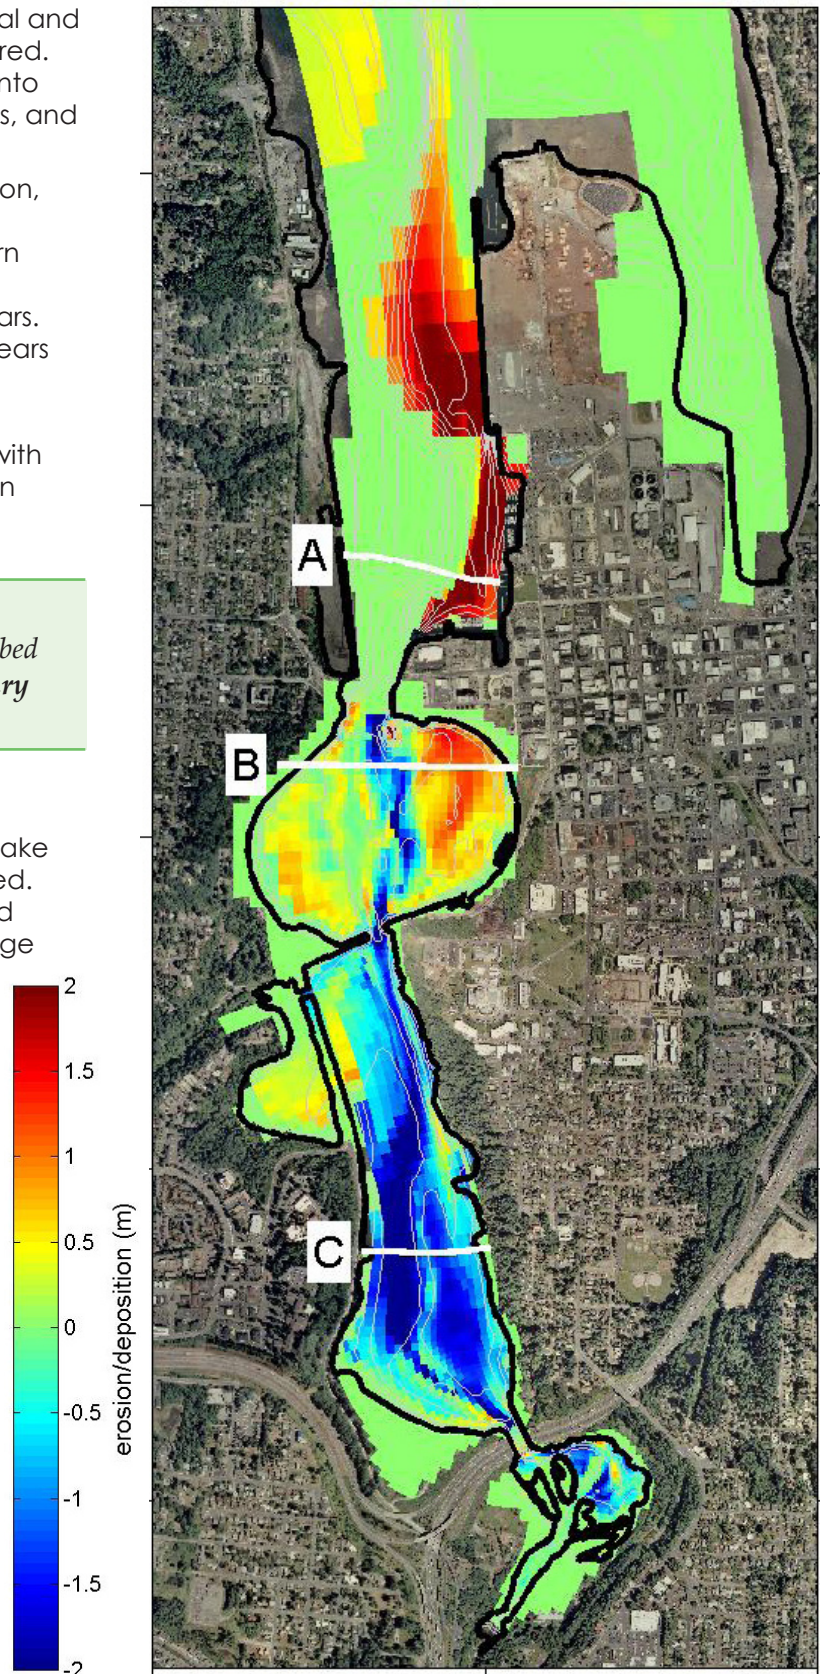 al and
red.
nto
s, and
on,
rn
ars.
ears
with
n
bed
ry
ake
ed.
d
ge
A
B
C
2
1.5
1
0.5
0
-0.5
-1
-1.5
-2
erosion/deposition (m)